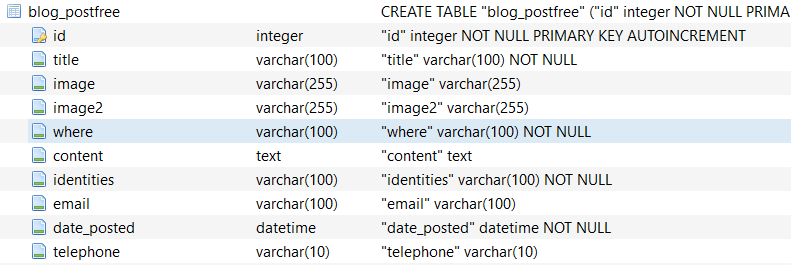 blog_postfree CREATE TABLE "blog_postfree" ("id" integer NOT NULL PRIMA
id integer "id" integer NOT NULL PRIMARY KEY AUTOINCREMENT
title varchar(100) "title" varchar(100) NOT NULL
image varchar(255) "image" varchar(255)
image2 varchar(255) "image2" varchar(255)
where varchar(100) "where" varchar(100) NOT NULL
content text "content" text
identities varchar(100) "identities" varchar(100) NOT NULL
email varchar(100) "email" varchar(100)
date_posted datetime "date_posted" datetime NOT NULL
telephone varchar(10) "telephone" varchar(10)